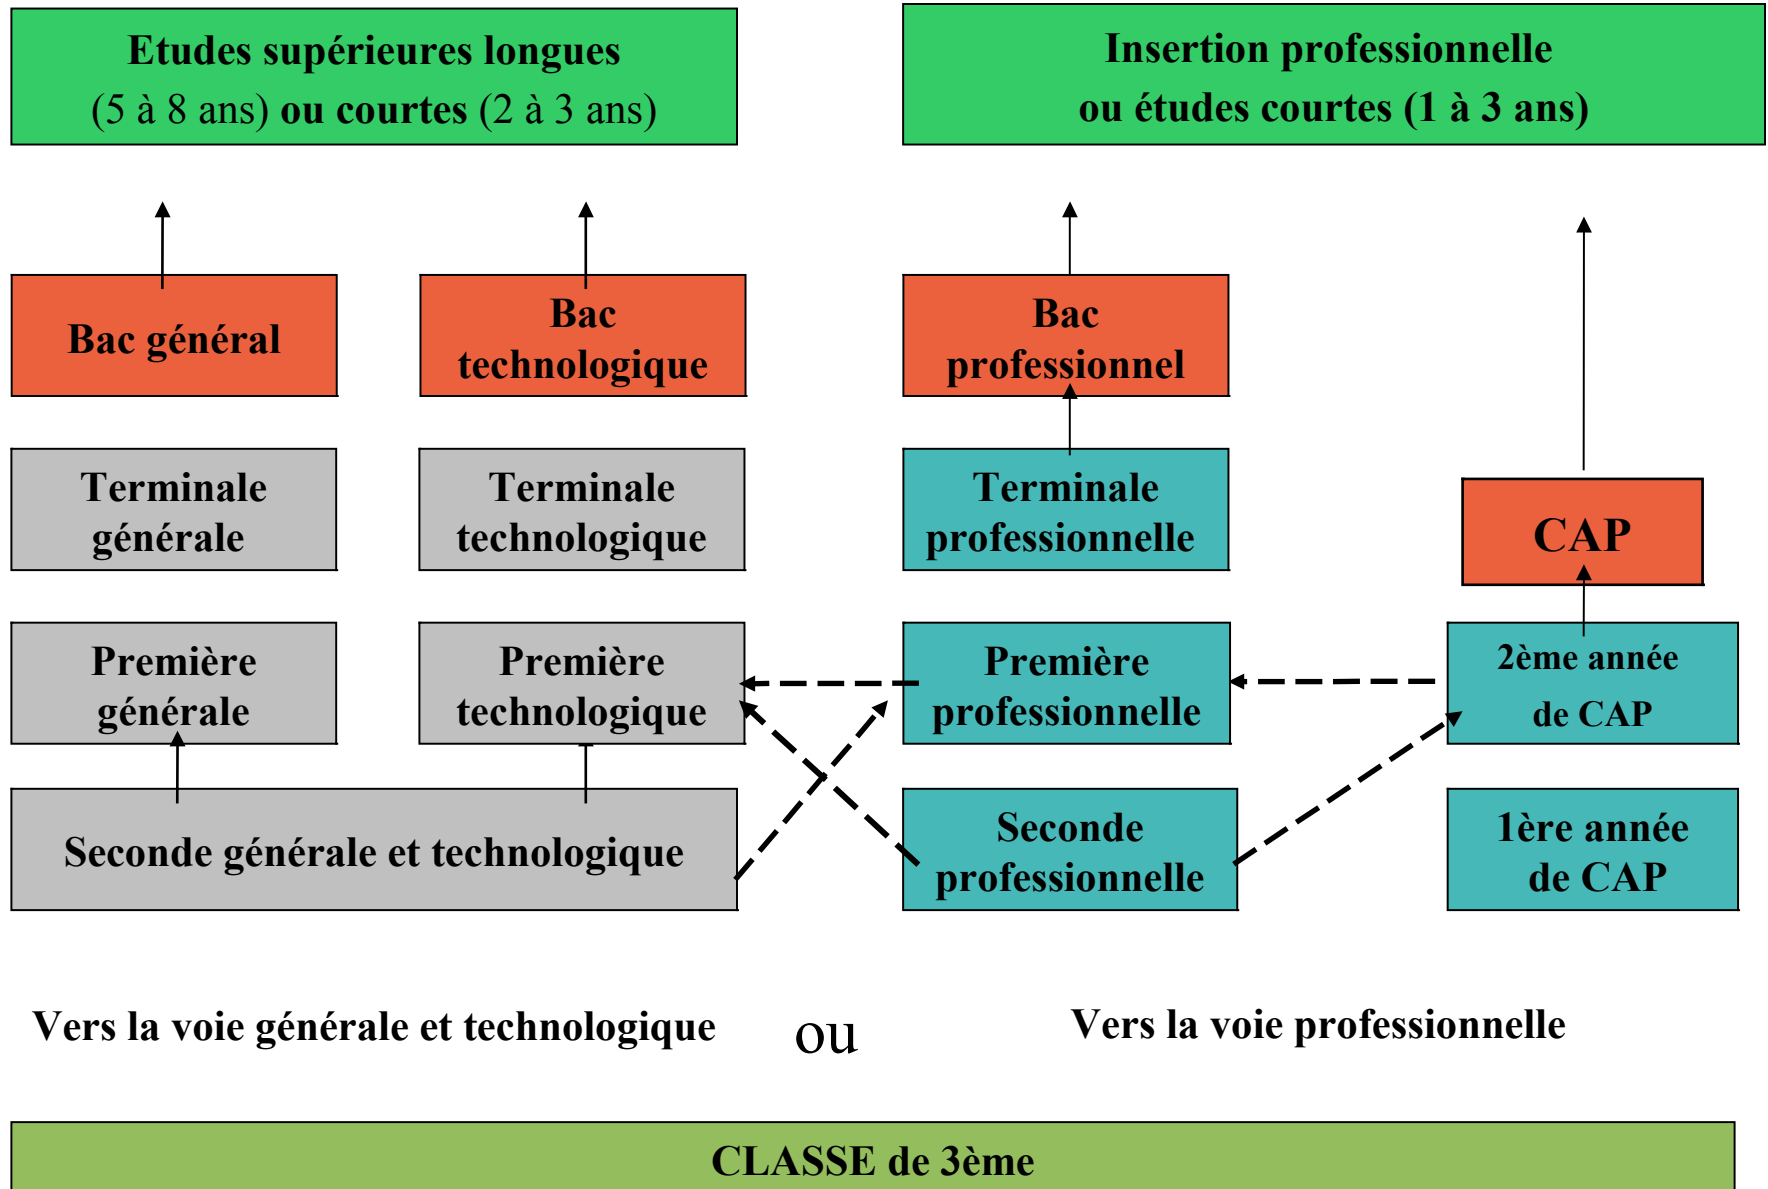 Etudes supérieures longues
(5 à 8 ans) ou courtes (2 à 3 ans)
Insertion professionnelle
ou études courtes (1 à 3 ans)
Bac général
Bac
technologique
Bac
professionnel
Terminale
générale
Terminale
technologique
Terminale
professionnelle
CAP
Première
générale
Première
technologique
Première
professionnelle
2ème année
de CAP
Seconde générale et technologique
Seconde
professionnelle
1ère année
de CAP
Vers la voie générale et technologique
ou
Vers la voie professionnelle
CLASSE de 3ème